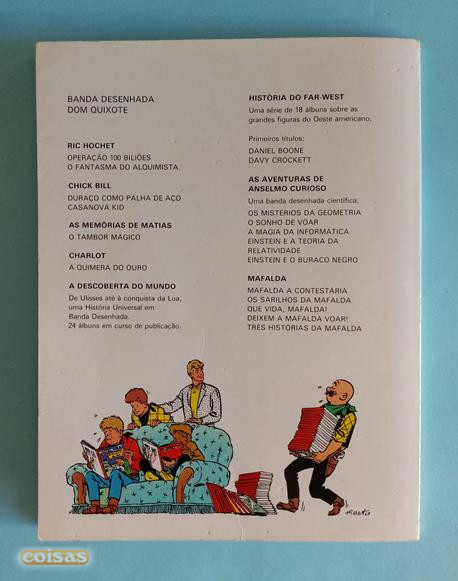 BANDA DESENHADA
DOM QUIXOTE
RIC HOCHET
OPERAÇÃO 100 BILIÕES
O FANTASMA DO ALQUIMISTA
CHICK BILL
DURAÇO COMO PALHA DE AÇO
CASANOVA KID
AS MEMÓRIAS DE MATIAS
O TAMBOR MÁGICO
CHARLOT
A QUIMERA DO OURO
A DESCOBERTA DO MUNDO
De Ulisses até à conquista da Lua,
uma História Universal em
Banda Desenhada.
24 álbuns em curso de publicação.
HISTÓRIA DO FAR-WEST
Uma série de 18 álbuns sobre as
grandes figuras do Oeste americano.
Primeiros títulos:
DANIEL BOONE
DAVY CROCKETT
AS AVENTURAS DE
ANSELMO CURIOSO
Uma banda desenhada científica.
OS MISTERIOS DA GEOMETRIA
O SONHO DE VOAR
A MAGIA DA INFORMÁTICA
EINSTEIN E A TEORIA DA
RELATIVIDADE
EINSTEIN E O BURACO NEGRO
MAFALDA
MAFALDA A CONTESTÁRIA
OS SARILHOS DA MAFALDA
QUE VIDA, MAFALDA!
DEIXEM A MAFALDA VOAR!
TRÊS HISTÓRIAS DA MAFALDA
coisas